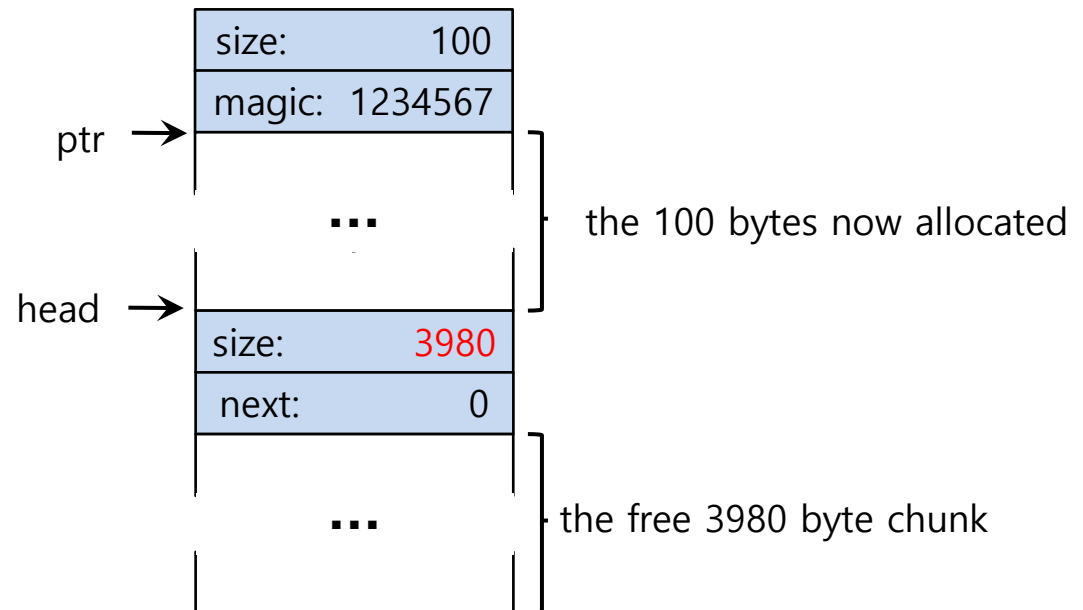 size: 100
magic: 1234567
ptr
...
the 100 bytes now allocated
head
size: 3980
next: 0
...
the free 3980 byte chunk